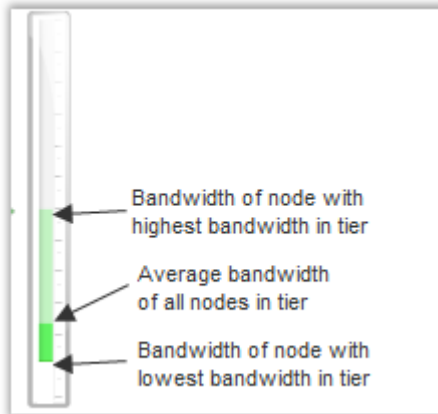 Bandwidth of node with
highest bandwidth in tier
Average bandwidth
of all nodes in tier
Bandwidth of node with
lowest bandwidth in tier